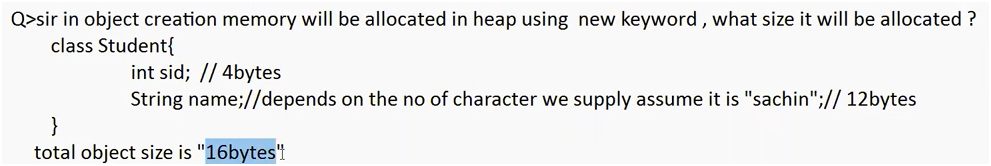 Q>sir in object creation memory will be allocated in heap using new keyword , what size it will be allocated ?
class Student{
int sid; // 4bytes
String name;//depends on the no of character we supply assume it is "sachin";// 12bytes
}
total object size is "16bytes"